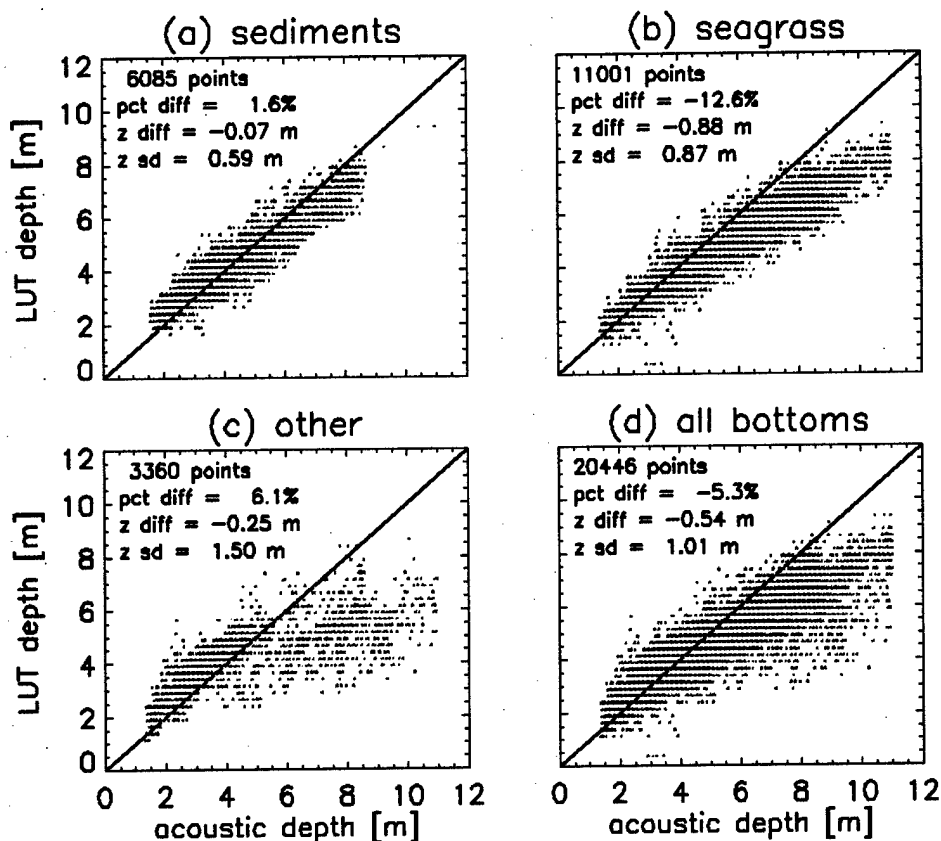 (a) sediments
12
10
8
6
4
2
0
LUT depth [m]
6085 points
pct diff = 1.6%
z diff = −0.07 m
z sd = 0.59 m
(b) seagrass
11001 points
pct diff = −12.6%
z diff = −0.88 m
z sd = 0.87 m
(c) other
12
10
8
6
4
2
0
LUT depth [m]
3360 points
pct diff = 6.1%
z diff = −0.25 m
z sd = 1.50 m
0 2 4 6 8 10 12
acoustic depth [m]
(d) all bottoms
20446 points
pct diff = −5.3%
z diff = −0.54 m
z sd = 1.01 m
0 2 4 6 8 10 12
acoustic depth [m]